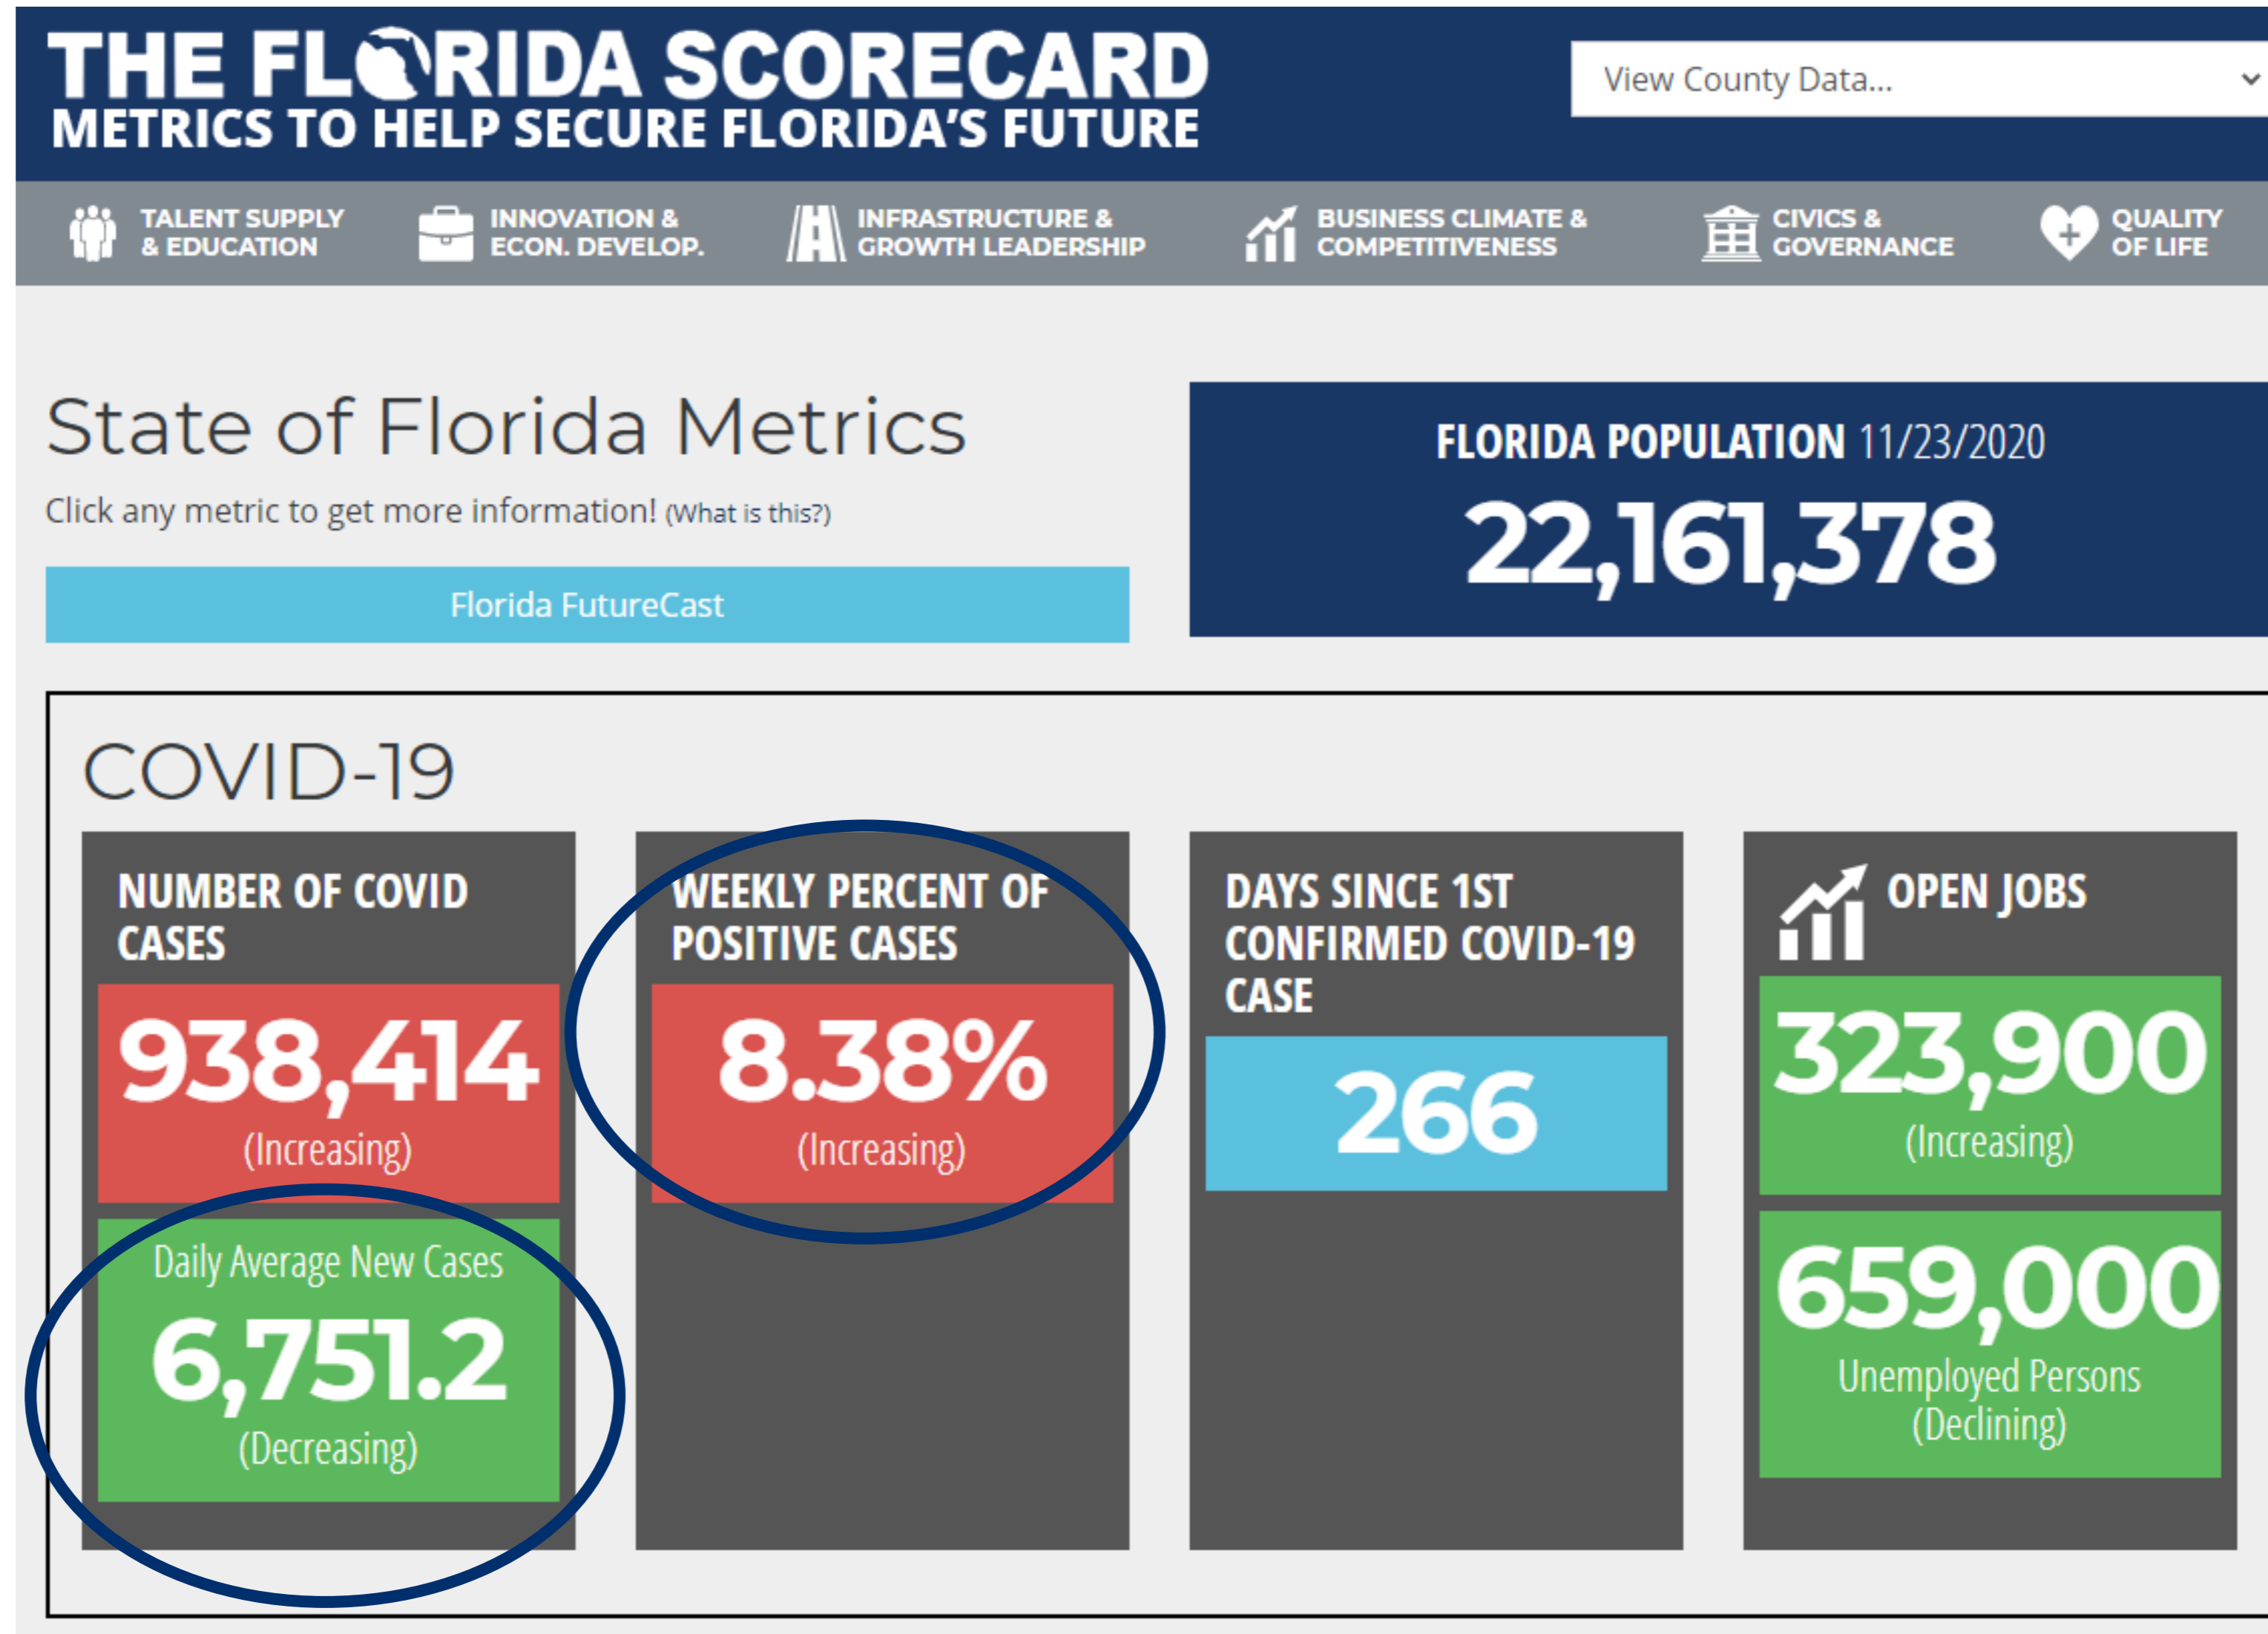 THE FLORIDA SCORECARD
METRICS TO HELP SECURE FLORIDA'S FUTURE
View County Data...
TALENT SUPPLY
& EDUCATION
INNOVATION &
ECON. DEVELOP.
INFRASTRUCTURE &
GROWTH LEADERSHIP
BUSINESS CLIMATE &
COMPETITIVENESS
CIVICS &
GOVERNANCE
QUALITY
OF LIFE
State of Florida Metrics
Click any metric to get more information! (What is this?)
Florida FutureCast
FLORIDA POPULATION 11/23/2020
22,161,378
COVID-19
NUMBER OF COVID
CASES
938,414
(Increasing)
Daily Average New Cases
6,751.2
(Decreasing)
WEEKLY PERCENT OF
POSITIVE CASES
8.38%
(Increasing)
DAYS SINCE 1ST
CONFIRMED COVID-19
CASE
266
OPEN JOBS
323,900
(Increasing)
659,000
Unemployed Persons
(Declining)